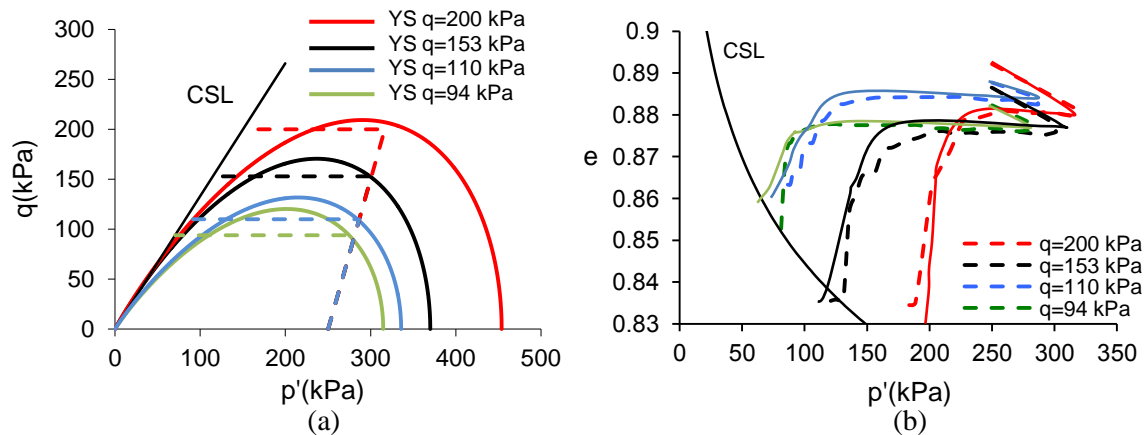 300
250
200
150
100
50
0
q(kPa)
0 100 200 300 400 500
p'(kPa)
CSL
YS q=200 kPa
YS q=153 kPa
YS q=110 kPa
YS q=94 kPa
(a)
0.9
0.89
0.88
0.87
0.86
0.85
0.84
0.83
e
0 50 100 150 200 250 300 350
p'(kPa)
CSL
q=200 kPa
q=153 kPa
q=110 kPa
q=94 kPa
(b)